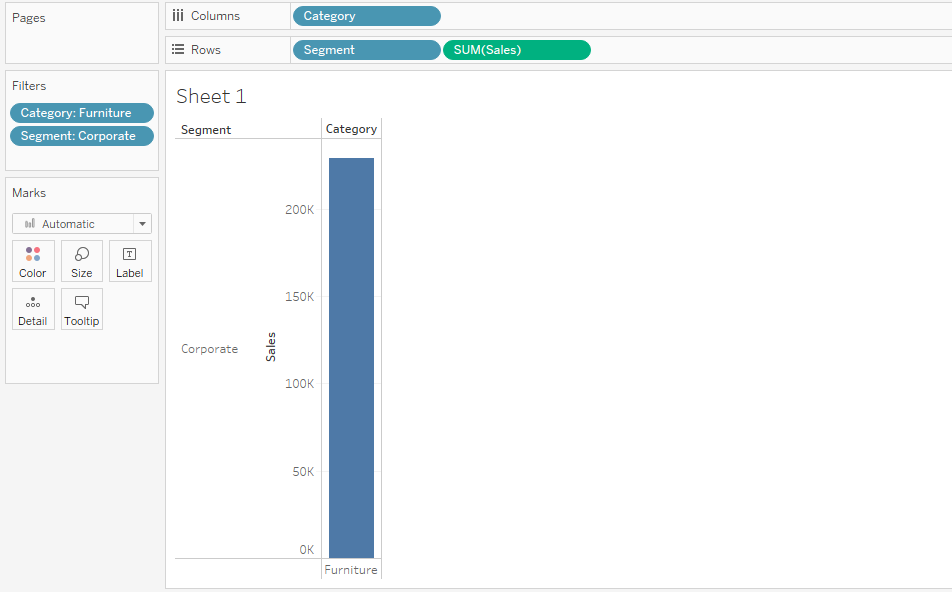 Pages
Columns
Category
Rows
Segment
SUM(Sales)
Filters
Category: Furniture
Segment: Corporate
Marks
Automatic
Color
Size
Label
Detail
Tooltip
Sheet 1
Segment
Category
200K
150K
Corporate
Sales
100K
50K
0K
Furniture